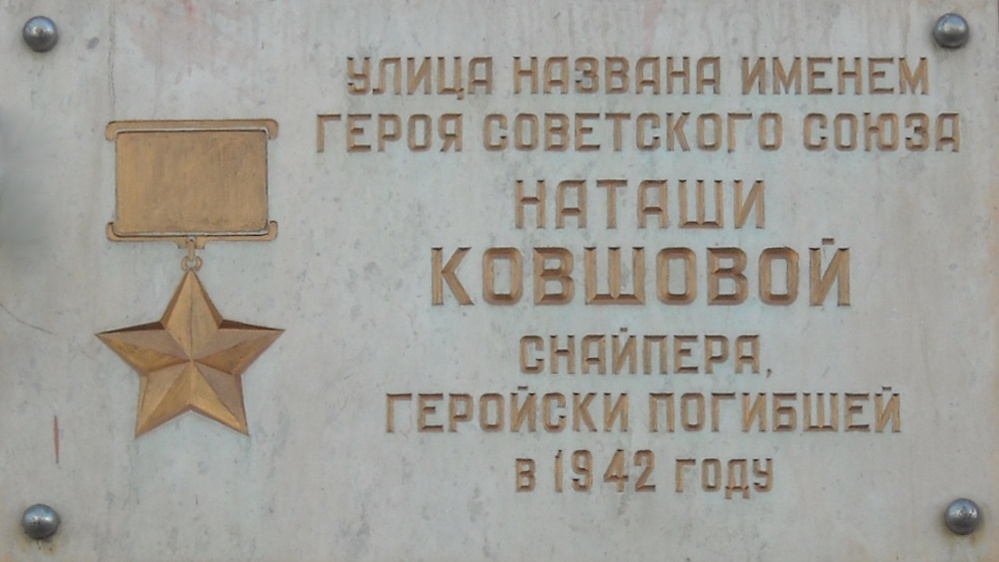 УЛИЦА НАЗВАНА ИМЕНЕМ
ГЕРОЯ СОВЕТСКОГО СОЮЗА
НАТАШИ
КОВШОВОЙ
СНАЙПЕРА,
ГЕРОЙСКИ ПОГИБШЕЙ
В 1942 ГОДУ